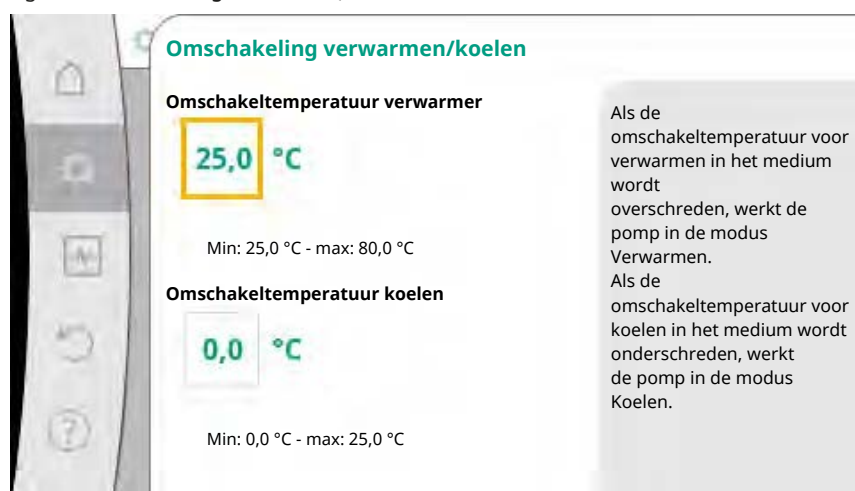 Omschakeling verwarmen/koelen
Omschakeltemperatuur verwarmer
25,0 °C
Min: 25,0 °C - max: 80,0 °C
Omschakeltemperatuur koelen
0,0 °C
Min: 0,0 °C - max: 25,0 °C
Als de
omschakeltemperatuur voor
verwarmen in het medium
wordt
overschreden, werkt de
pomp in de modus
Verwarmen.
Als de
omschakeltemperatuur voor
koelen in het medium wordt
onderschreden, werkt
de pomp in de modus
Koelen.
?